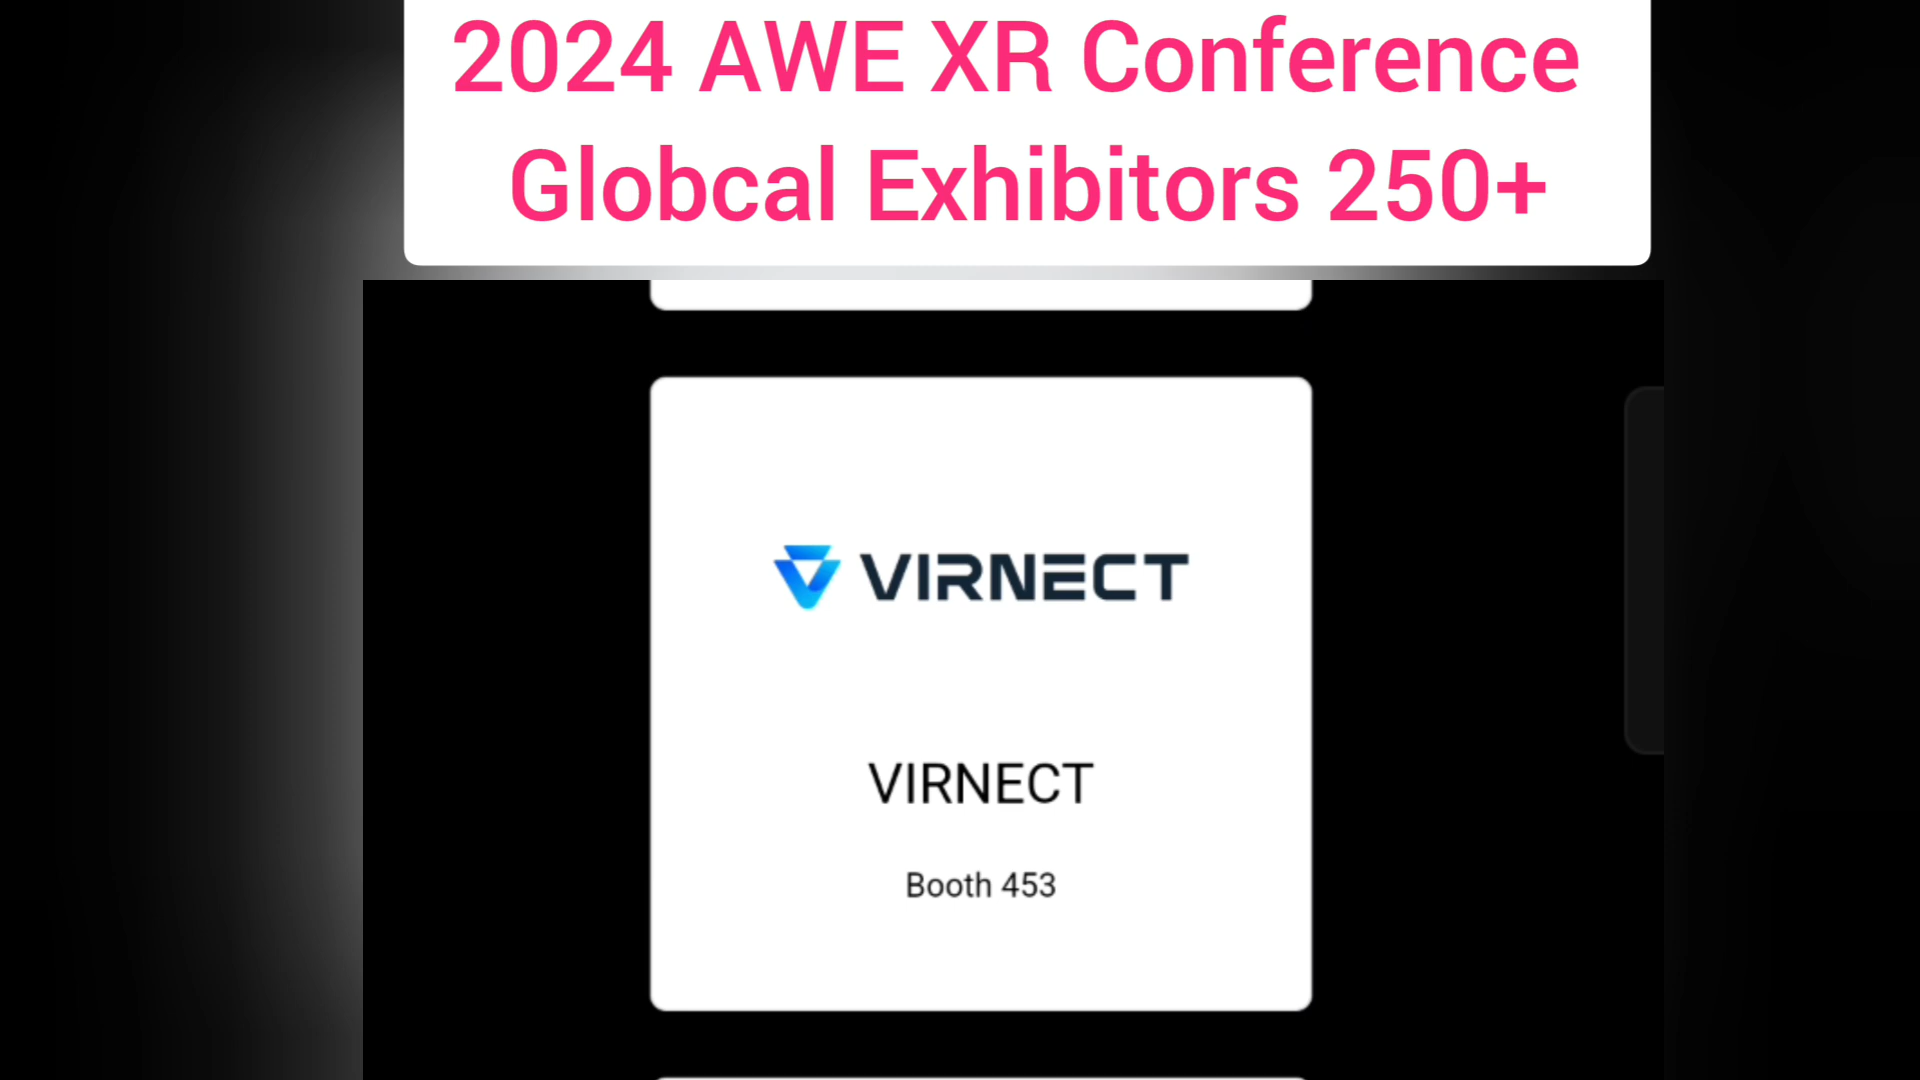 2024 AWE XR Conference
Globcal Exhibitors 250+
VIRNECT
VIRNECT
Booth 453